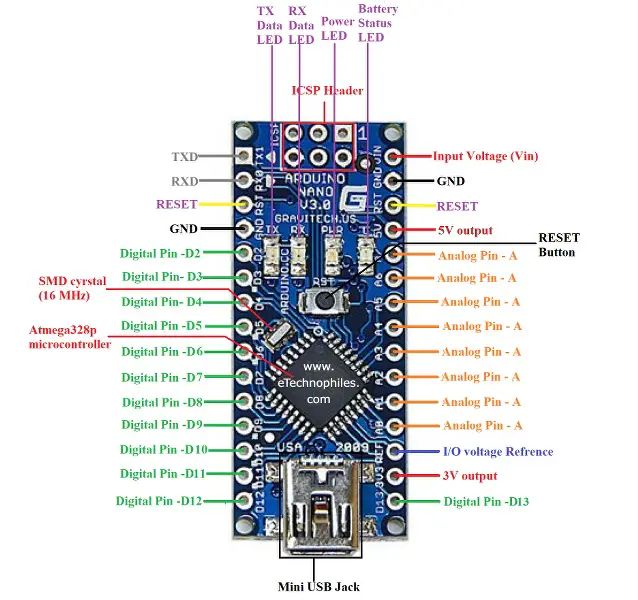 TX
Data
LED
RX
Data
LED
Power
LED
Battery
Status
LED
ICSP Header
ICSP
1
TXD
TX1
VIN
Input Voltage (Vin)
RXD
RX0
ARDUINO
NANO
V3.0
GND
GND
RESET
RST
RST
RESET
GRAVITECH.US
GND
GND
5V
5V output
TX
RX
PWR
L
RESET
Button
Digital Pin -D2
D2
Analog Pin - A
ARDUINO.CC
Digital Pin- D3
D3
RST
A6
Analog Pin - A
SMD cyrstal
(16 MHz)
Digital Pin -D4
D4
A5
Analog Pin - A
Digital Pin -D5
D5
A4
Analog Pin - A
Atmega328p
microcontroller
Digital Pin -D6
D6
A3
Analog Pin - A
www.
eTechnophiles.
com
Digital Pin -D7
D7
A2
Analog Pin - A
Digital Pin -D8
D8
A1
Analog Pin - A
Digital Pin -D9
D9
A0
Analog Pin - A
Digital Pin -D10
D10
USA
2009
REF
I/O voltage Refrence
Digital Pin -D11
D11
3V3
3V output
Digital Pin -D12
D12
D13
Digital Pin -D13
Mini USB Jack